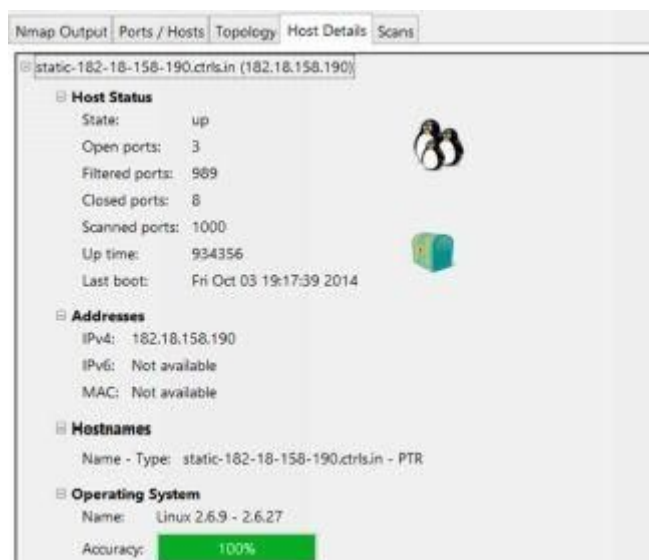 Nmap Output Ports / Hosts Topology Host Details Scans
static-182-18-158-190.ctrls.in (182.18.158.190)
Host Status
State: up
Open ports: 3
Filtered ports: 989
Closed ports: 8
Scanned ports: 1000
Up time: 934356
Last boot: Fri Oct 03 19:17:39 2014
Addresses
IPv4: 182.18.158.190
IPv6: Not available
MAC: Not available
Hostnames
Name - Type: static-182-18-158-190.ctrls.in - PTR
Operating System
Name: Linux 2.6.9 - 2.6.27
Accuracy: 100%